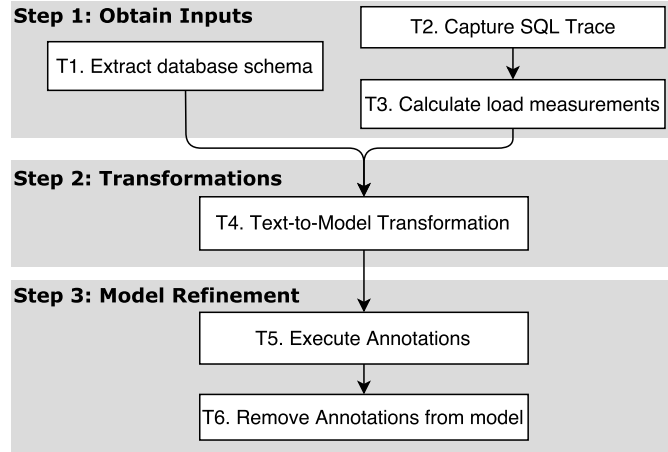 Step 1: Obtain Inputs
T2. Capture SQL Trace
T1. Extract database schema
T3. Calculate load measurements
Step 2: Transformations
T4. Text-to-Model Transformation
Step 3: Model Refinement
T5. Execute Annotations
T6. Remove Annotations from model